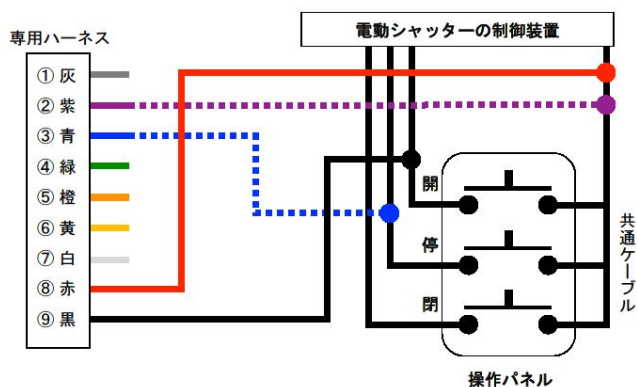 電動シャッターの制御装置
専用ハーネス
① 灰
② 紫
③ 青
④ 緑
⑤ 橙
⑥ 黄
⑦ 白
⑧ 赤
⑨ 黒
開
停
閉
共通ケーブル
操作パネル